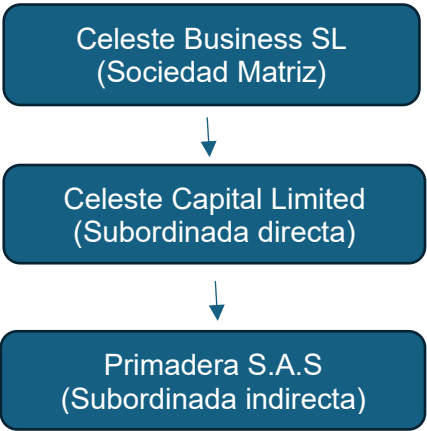 Celeste Business SL
(Sociedad Matriz)
Celeste Capital Limited
(Subordinada directa)
Primadera S.A.S
(Subordinada indirecta)